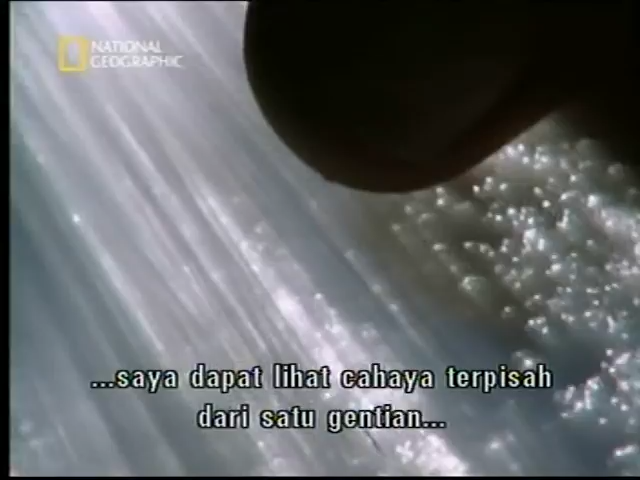 NATIONAL
GEOGRAPHIC
...saya dapat lihat cahaya terpisah
dari satu gentian...